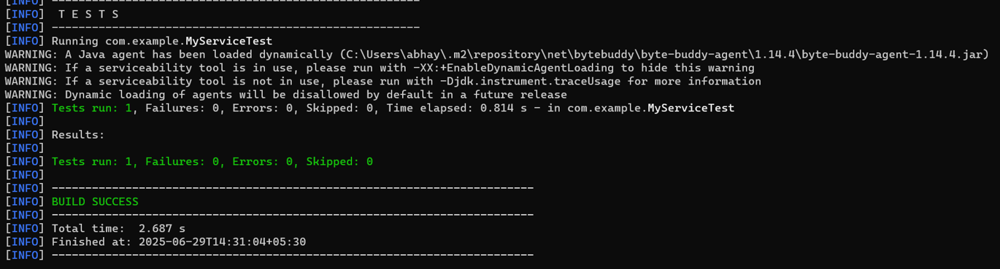 [INFO] -------------------------------------------------------
[INFO]  T E S T S
[INFO] -------------------------------------------------------
[INFO] Running com.example.MyServiceTest
WARNING: A Java agent has been loaded dynamically (C:\Users\abhay\.m2\repository\net\bytebuddy\byte-buddy-agent\1.14.4\byte-buddy-agent-1.14.4.jar)
WARNING: If a serviceability tool is in use, please run with -XX:+EnableDynamicAgentLoading to hide this warning
WARNING: If a serviceability tool is not in use, please run with -Djdk.instrument.traceUsage for more information
WARNING: Dynamic loading of agents will be disallowed by default in a future release
[INFO] Tests run: 1, Failures: 0, Errors: 0, Skipped: 0, Time elapsed: 0.814 s - in com.example.MyServiceTest
[INFO]
[INFO] Results:
[INFO]
[INFO] Tests run: 1, Failures: 0, Errors: 0, Skipped: 0
[INFO]
[INFO] ------------------------------------------------------------------------
[INFO] BUILD SUCCESS
[INFO] ------------------------------------------------------------------------
[INFO] Total time:  2.687 s
[INFO] Finished at: 2025-06-29T14:31:04+05:30
[INFO] ------------------------------------------------------------------------